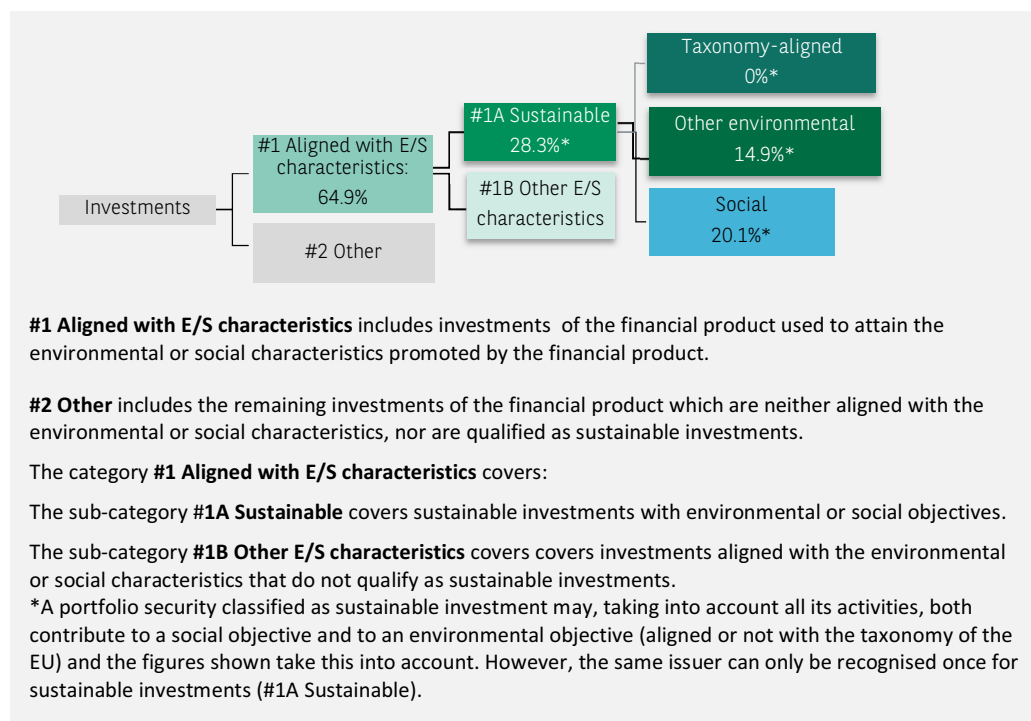 Taxonomy-aligned
0%*
#1A Sustainable
28.3%*
Other environmental
14.9%*
#1 Aligned with E/S
characteristics:
64.9%
#1B Other E/S
characteristics
Investments
Social
20.1%*
#2 Other
#1 Aligned with E/S characteristics includes investments of the financial product used to attain the
environmental or social characteristics promoted by the financial product.
#2 Other includes the remaining investments of the financial product which are neither aligned with the
environmental or social characteristics, nor are qualified as sustainable investments.
The category #1 Aligned with E/S characteristics covers:
The sub-category #1A Sustainable covers sustainable investments with environmental or social objectives.
The sub-category #1B Other E/S characteristics covers covers investments aligned with the environmental
or social characteristics that do not qualify as sustainable investments.
*A portfolio security classified as sustainable investment may, taking into account all its activities, both
contribute to a social objective and to an environmental objective (aligned or not with the taxonomy of the
EU) and the figures shown take this into account. However, the same issuer can only be recognised once for
sustainable investments (#1A Sustainable).